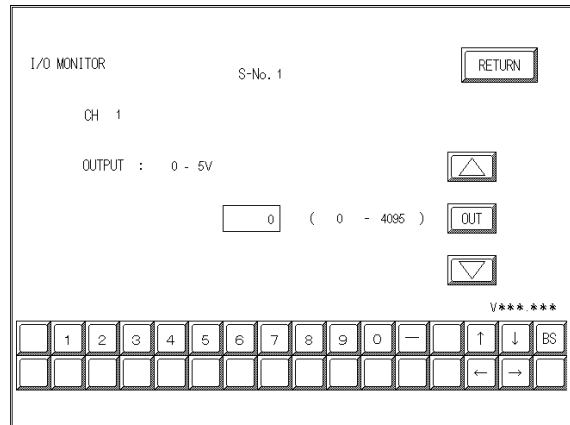 I/O MONITOR
S-No. 1
RETURN
CH 1
OUTPUT : 0 - 5V
0 ( 0 - 4095 ) OUT
V***.***
1 2 3 4 5 6 7 8 9 0 — ↑ ↓ BS
← →